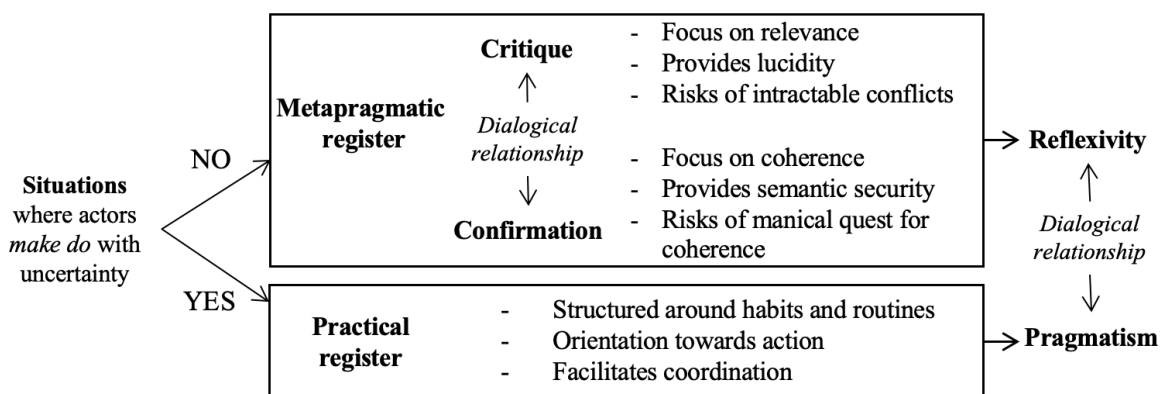 Situations
where actors
make do with
uncertainty
NO
YES
Metapragmatic
register
Critique
Dialogical
relationship
Confirmation
- Focus on relevance
- Provides lucidity
- Risks of intractable conflicts
- Focus on coherence
- Provides semantic security
- Risks of manical quest for
coherence
Practical
register
- Structured around habits and routines
- Orientation towards action
- Facilitates coordination
Reflexivity
Dialogical
relationship
Pragmatism